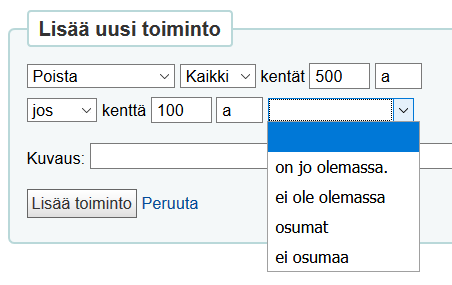 Lisää uusi toiminto
Poista Kaikki kentät 500 a
jos kenttä 100 a
on jo olemassa.
Kuvaus:
ei ole olemassa
Lisää toiminto Peruuta
osumat
ei osumaa